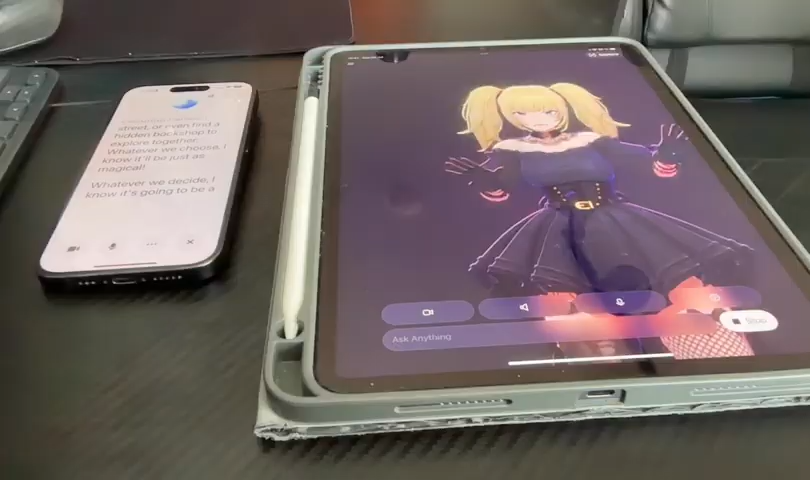 street, or even find a
hidden bookshop to
explore together.
Whatever we choose, I
know it'll be just as
magical!
Whatever we decide, I
know it's going to be a
Ask Anything
Stop